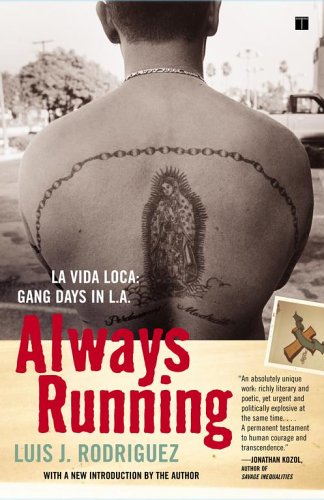 LA VIDA LOCA:
GANG DAYS IN L.A.
Always
Running
LUIS J. RODRIGUEZ
WITH A NEW INTRODUCTION BY THE AUTHOR
"An absolutely unique
work: richly literary and
poetic, yet urgent and
politically explosive at
the same time. . . .
A permanent testament
to human courage and
transcendence."
—JONATHAN KOZOL,
AUTHOR OF
SAVAGE INEQUALITIES